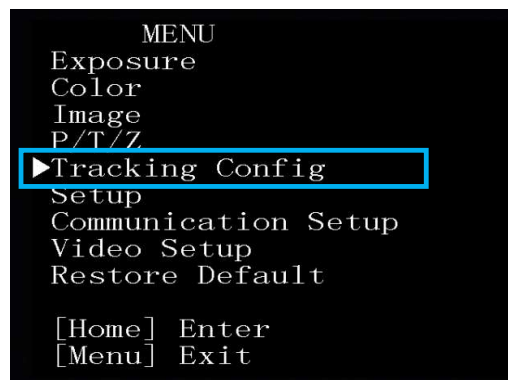 MENU
Exposure
Color
Image
P/T/Z
▶Tracking Config
Setup
Communication Setup
Video Setup
Restore Default
[Home] Enter
[Menu] Exit